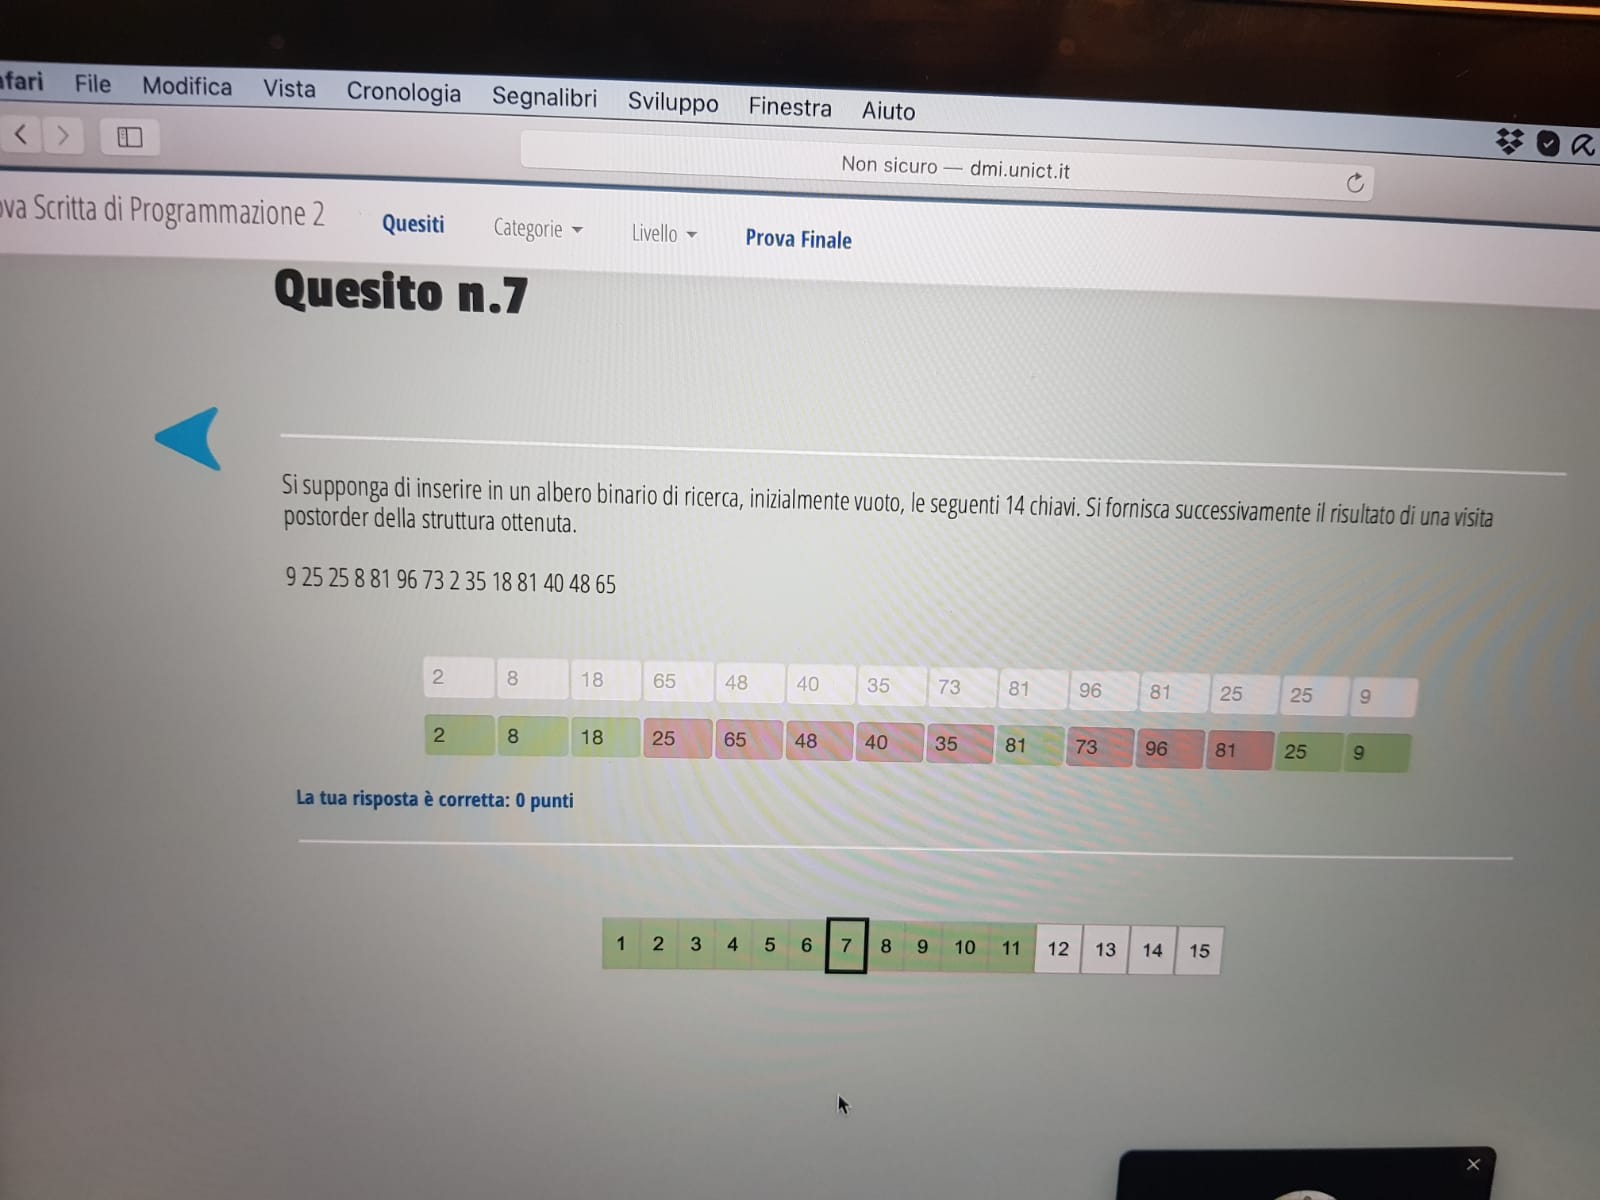 afari File Modifica Vista Cronologia Segnalibri Sviluppo Finestra Aiuto
Non sicuro — dmi.unict.it
ova Scritta di Programmazione 2 Quesiti Categorie Livello Prova Finale
Quesito n.7
Si supponga di inserire in un albero binario di ricerca, inizialmente vuoto, le seguenti 14 chiavi. Si fornisca successivamente il risultato di una visita
postorder della struttura ottenuta.
9 25 25 8 81 96 73 2 35 18 81 40 48 65
2 8 18 65 48 40 35 73 81 96 81 25 25 9
2 8 18 25 65 48 40 35 81 73 96 81 25 9
La tua risposta è corretta: 0 punti
1 2 3 4 5 6 7 8 9 10 11 12 13 14 15